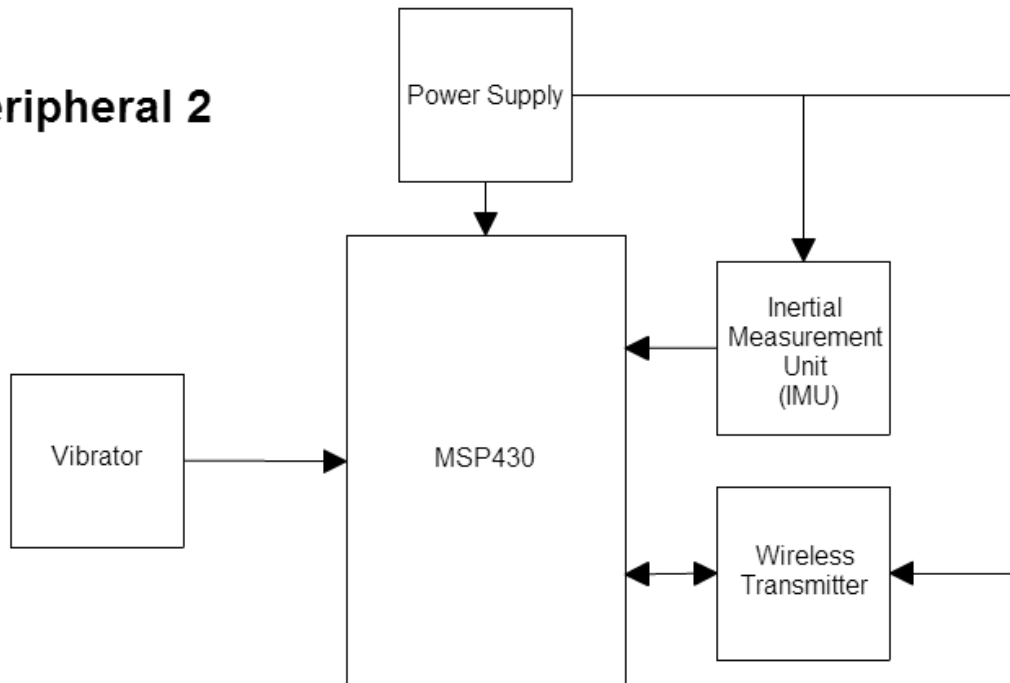 eripheral 2
Power Supply
Inertial
Measurement
Unit
(IMU)
Vibrator
MSP430
Wireless
Transmitter